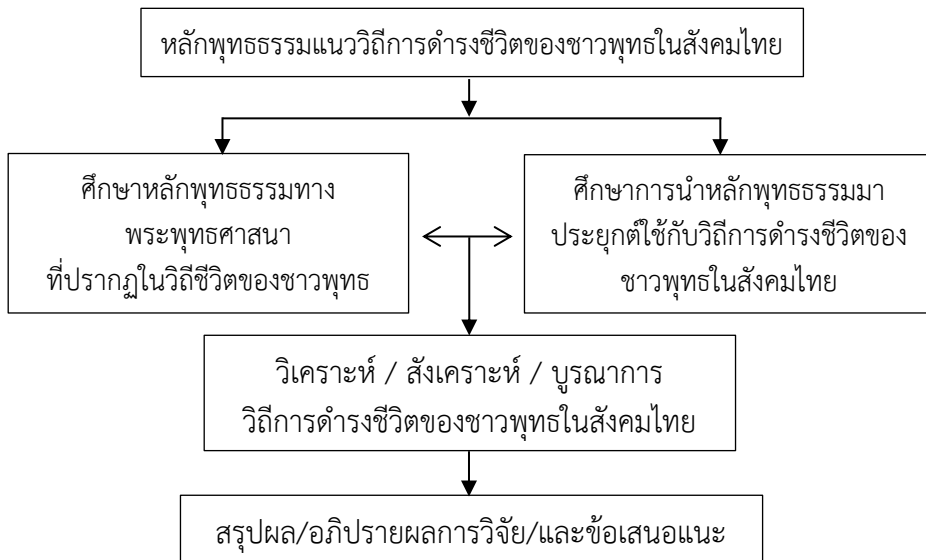 หลักพุทธธรรมแนววิถีการดำรงชีวิตของชาวพุทธในสังคมไทย
ศึกษาหลักพุทธธรรมทาง
พระพุทธศาสนา
ที่ปรากฏในวิถีชีวิตของชาวพุทธ
ศึกษาการนำหลักพุทธธรรมมา
ประยุกต์ใช้กับวิถีการดำรงชีวิตของ
ชาวพุทธในสังคมไทย
วิเคราะห์ / สังเคราะห์ / บูรณาการ
วิถีการดำรงชีวิตของชาวพุทธในสังคมไทย
สรุปผล/อภิปรายผลการวิจัย/และข้อเสนอแนะ